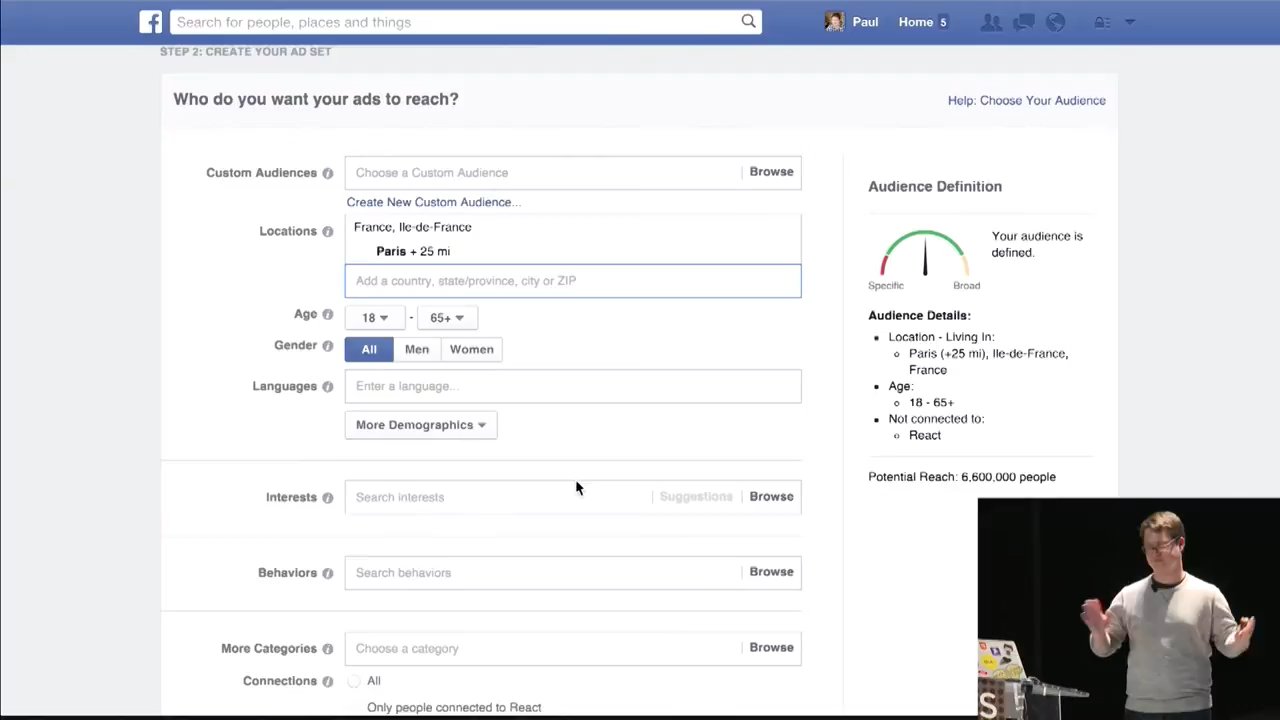 Search for people, places and things
Paul
Home 5
STEP 2: CREATE YOUR AD SET
Who do you want your ads to reach?
Help: Choose Your Audience
Custom Audiences
Choose a Custom Audience
Browse
Create New Custom Audience...
Locations
France, Ile-de-France
Paris + 25 mi
Add a country, state/province, city or ZIP
Age
18 - 65+
Gender
All Men Women
Languages
Enter a language...
More Demographics
Interests
Search interests
Suggestions
Browse
Behaviors
Search behaviors
Browse
More Categories
Choose a category
Browse
Connections
All
Only people connected to React
Audience Definition
Your audience is
defined.
Specific
Broad
Audience Details:
Location - Living In:
Paris (+25 mi), Ile-de-France,
France
Age:
18 - 65+
Not connected to:
React
Potential Reach: 6,600,000 people
S